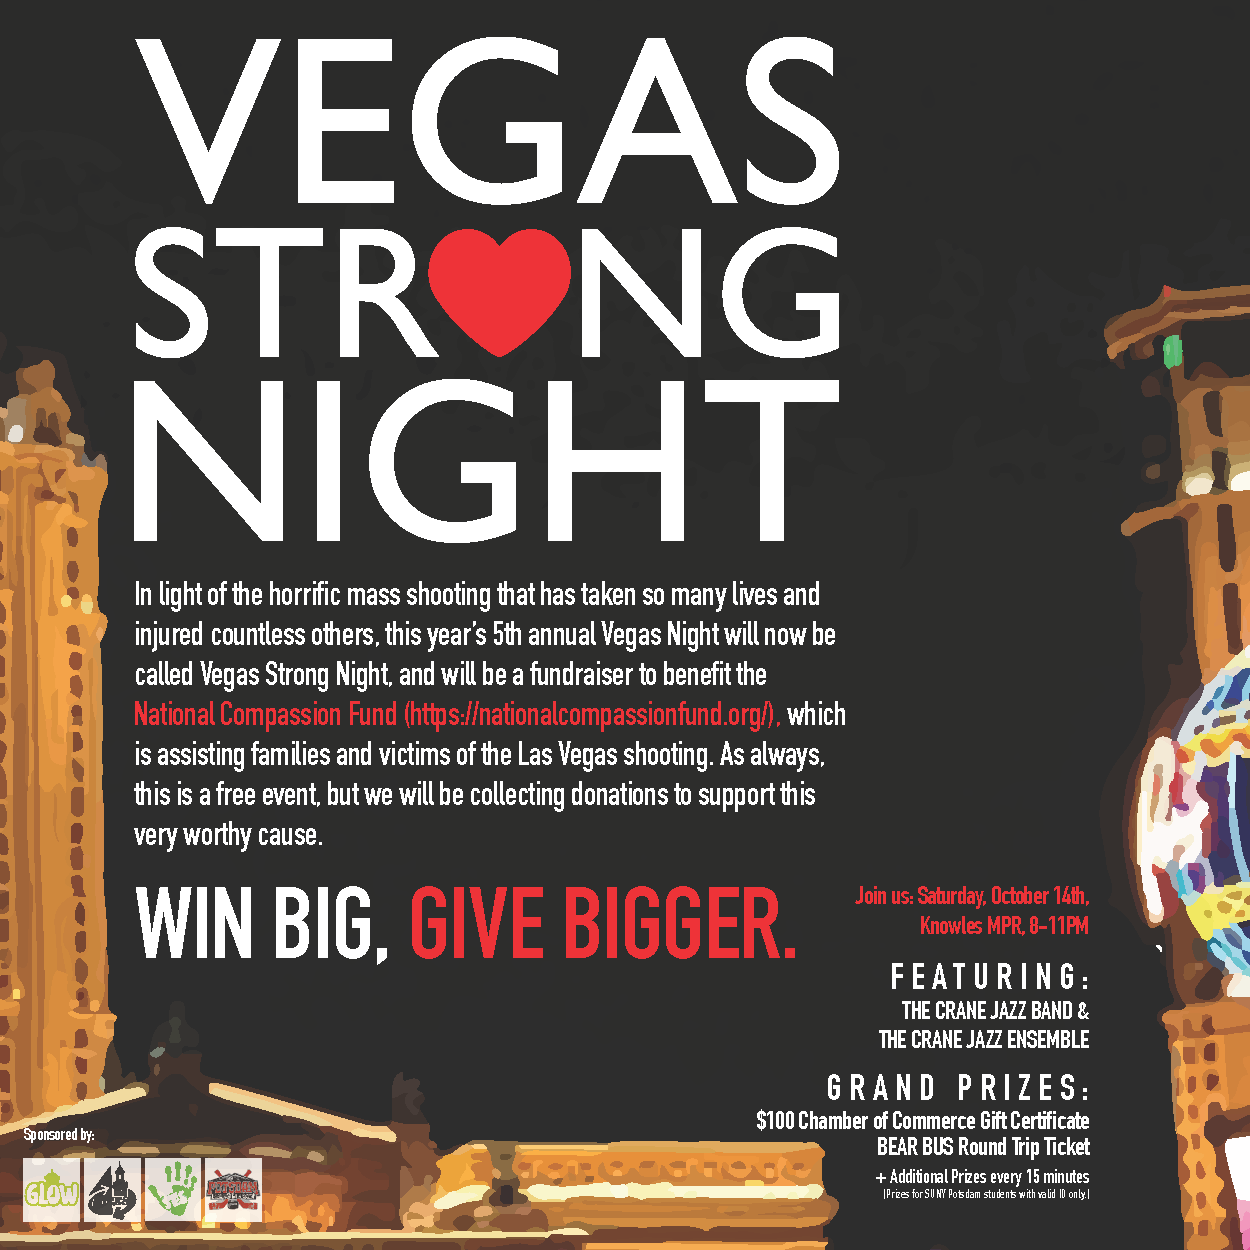 VEGAS
STRNG
NIGHT
In light of the horrific mass shooting that has taken so many lives and
injured countless others, this year's 5th annual Vegas Night will now be
called Vegas Strong Night, and will be a fundraiser to benefit the
National Compassion Fund (https://nationalcompassionfund.org/), which
is assisting families and victims of the Las Vegas shooting. As always,
this is a free event, but we will be collecting donations to support this
very worthy cause.
WIN BIG, GIVE BIGGER.
Join us: Saturday, October 14th,
Knowles MPR, 8-11PM
FEATURING:
THE CRANE JAZZ BAND &
THE CRANE JAZZ ENSEMBLE
GRAND PRIZES:
$100 Chamber of Commerce Gift Certificate
BEAR BUS Round Trip Ticket
+ Additional Prizes every 15 minutes
(Prizes for SUNY Potsdam students with valid ID only.)
Sponsored by:
GLOW
POTSDAM